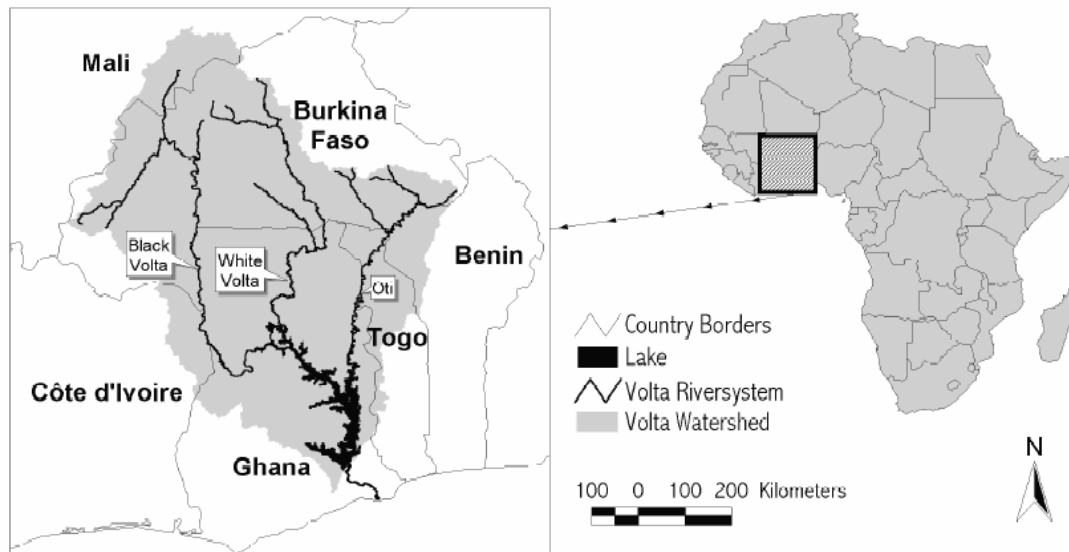 Mali
Burkina
Faso
Black
Volta
White
Volta
Oti
Benin
Togo
Côte d'Ivoire
Ghana
Country Borders
Lake
Volta Riversystem
Volta Watershed
100 0 100 200 Kilometers
N